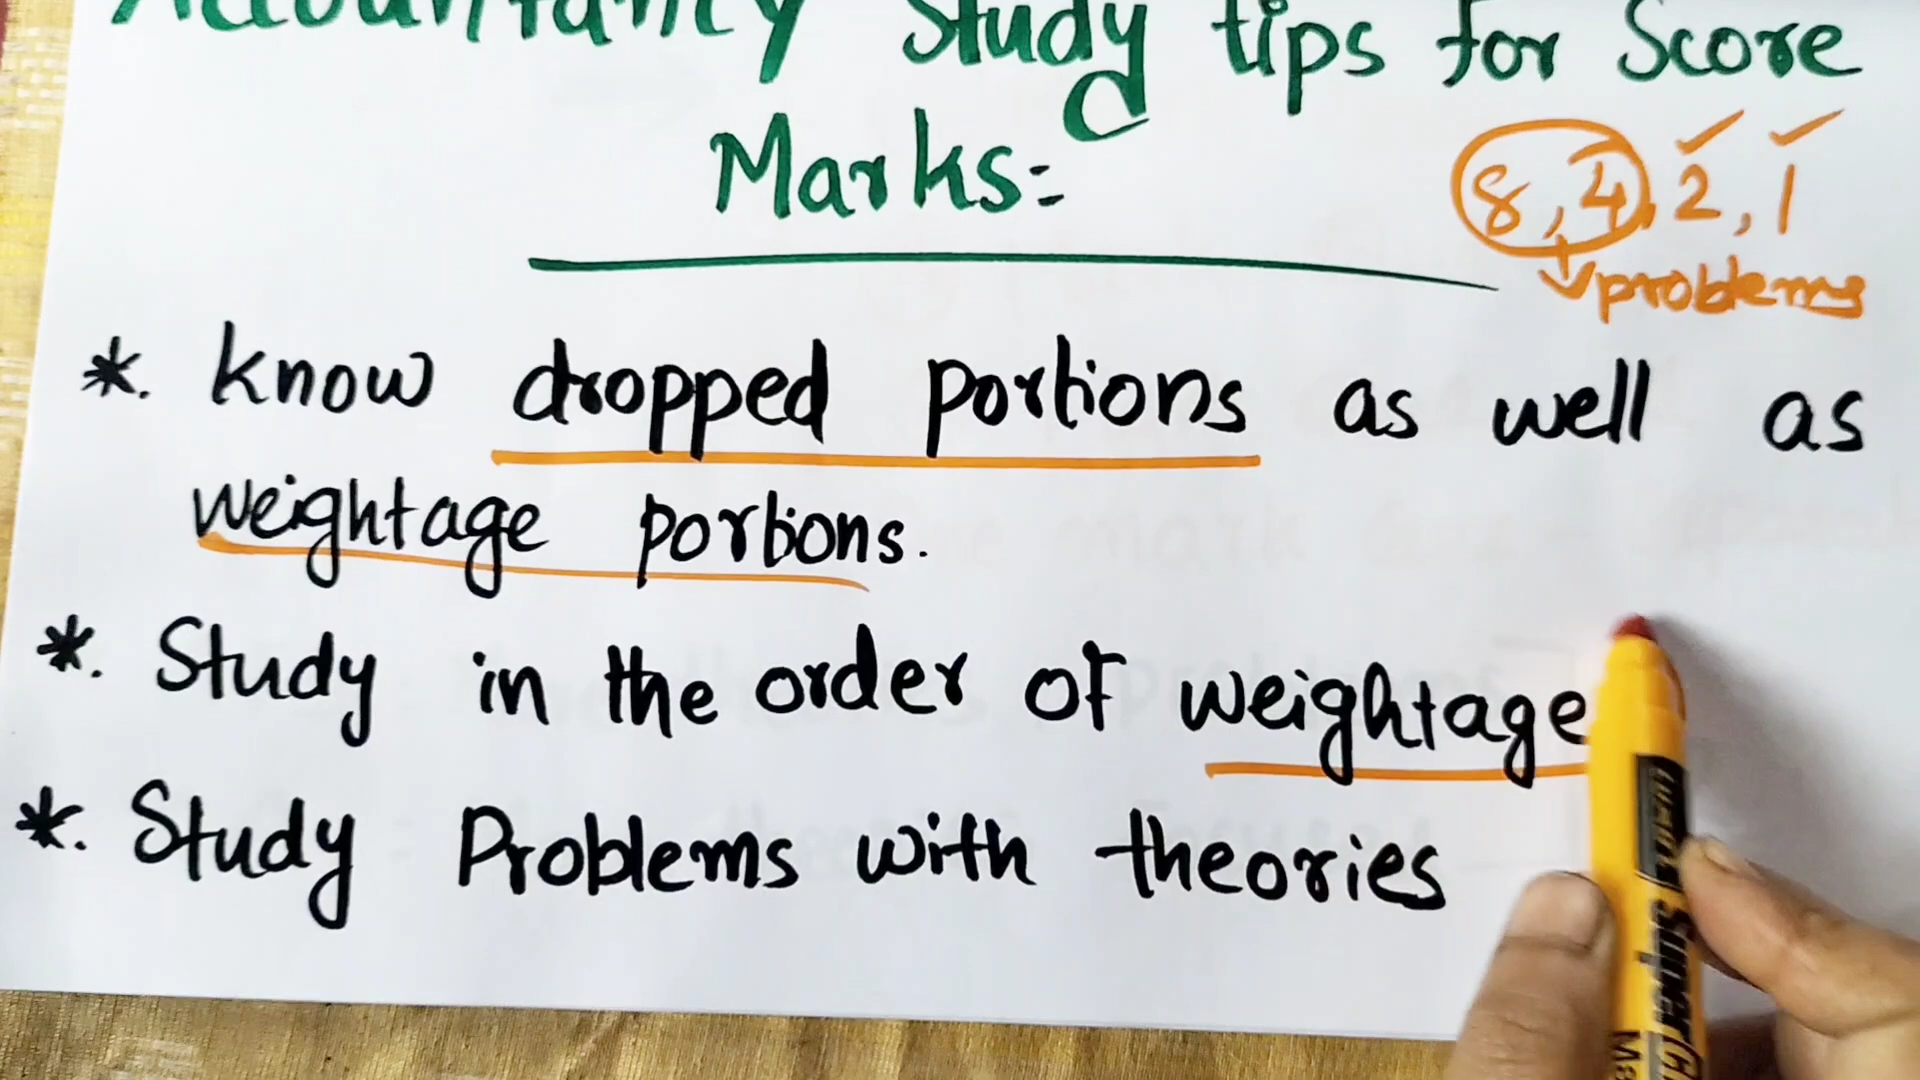 Accountancy Study tips for Score
Marks:-
8, 4, 2, 1
problems
*. know dropped portions as well as
weightage portions.
*. Study in the order of weightage
*. Study Problems with theories